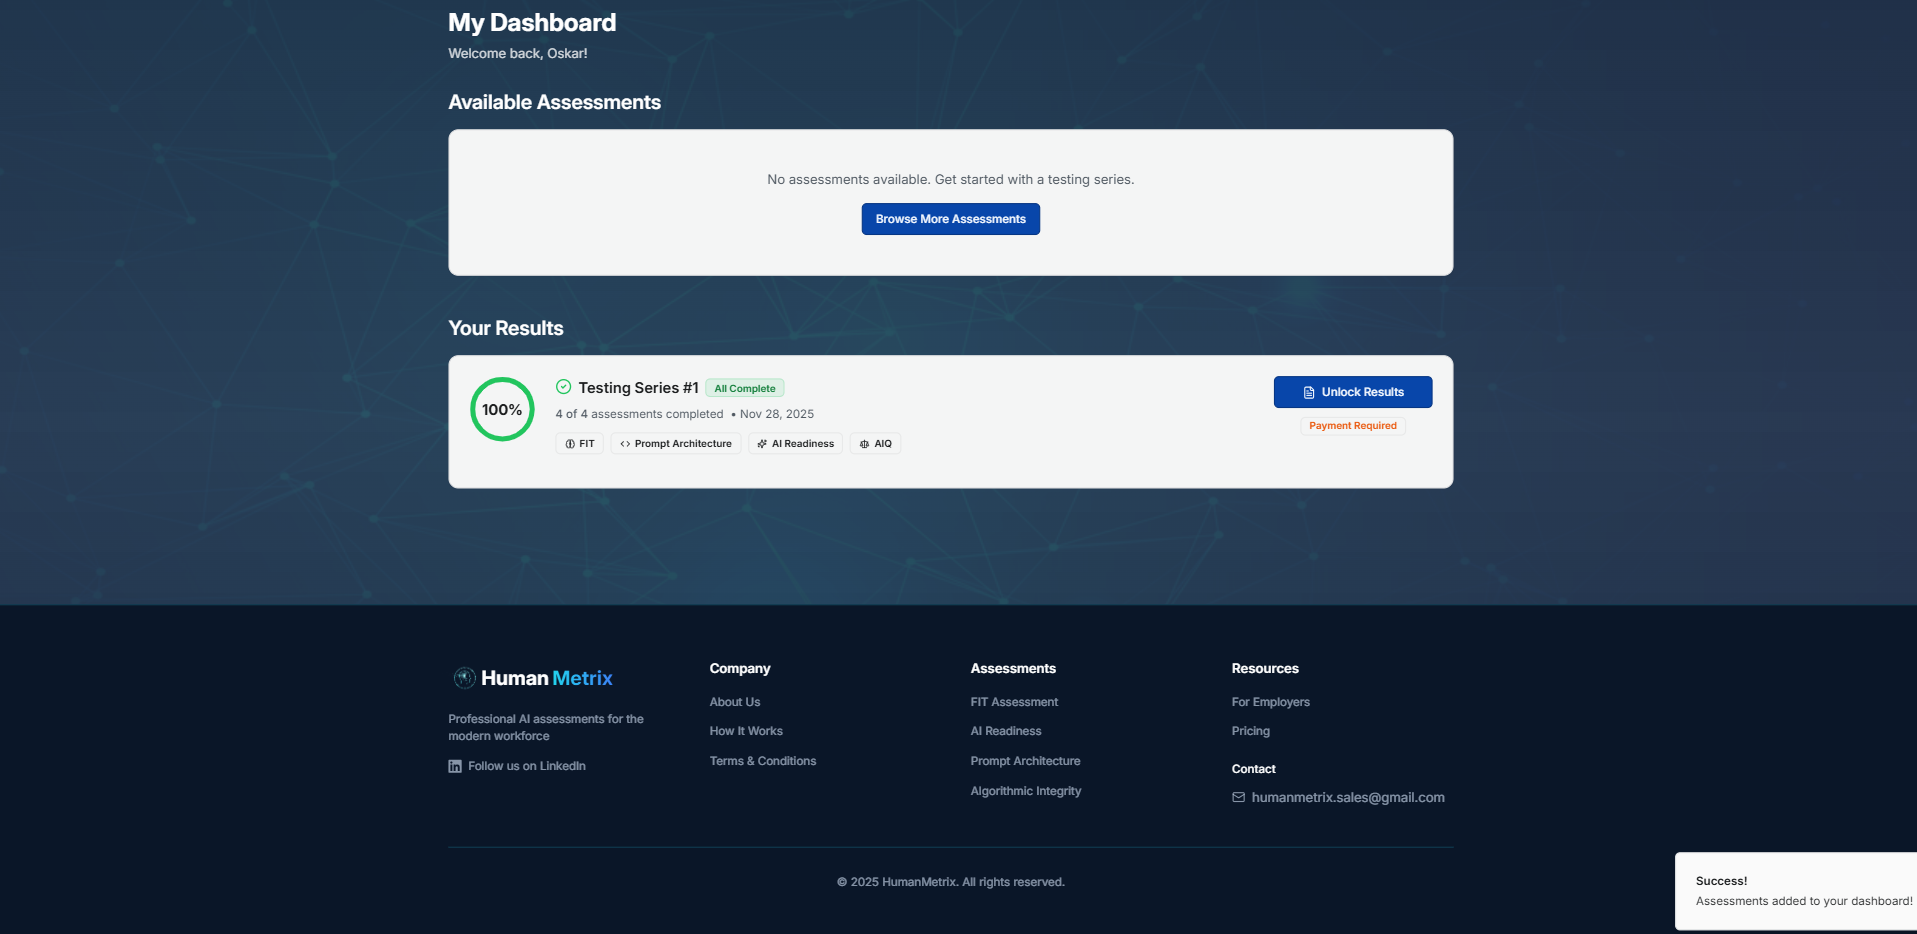 My Dashboard
Welcome back, Oskar!
Available Assessments
No assessments available. Get started with a testing series.
Browse More Assessments
Your Results
100%
Testing Series #1
All Complete
4 of 4 assessments completed • Nov 28, 2025
FIT
Prompt Architecture
AI Readiness
AIQ
Unlock Results
Payment Required
Human Metrix
Professional AI assessments for the
modern workforce
Follow us on LinkedIn
Company
About Us
How It Works
Terms & Conditions
Assessments
FIT Assessment
AI Readiness
Prompt Architecture
Algorithmic Integrity
Resources
For Employers
Pricing
Contact
humanmetrix.sales@gmail.com
© 2025 HumanMetrix. All rights reserved.
Success!
Assessments added to your dashboard!